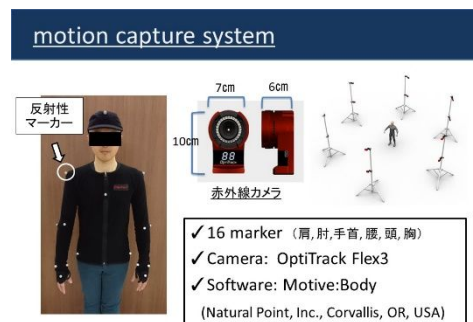 motion capture system
反射性
マーカー
7cm
6cm
10cm
88
赤外線カメラ
✓16 marker （肩,肘,手首,腰,頭,胸）
✓Camera: OptiTrack Flex3
✓Software: Motive:Body
(Natural Point, Inc., Corvallis, OR, USA)